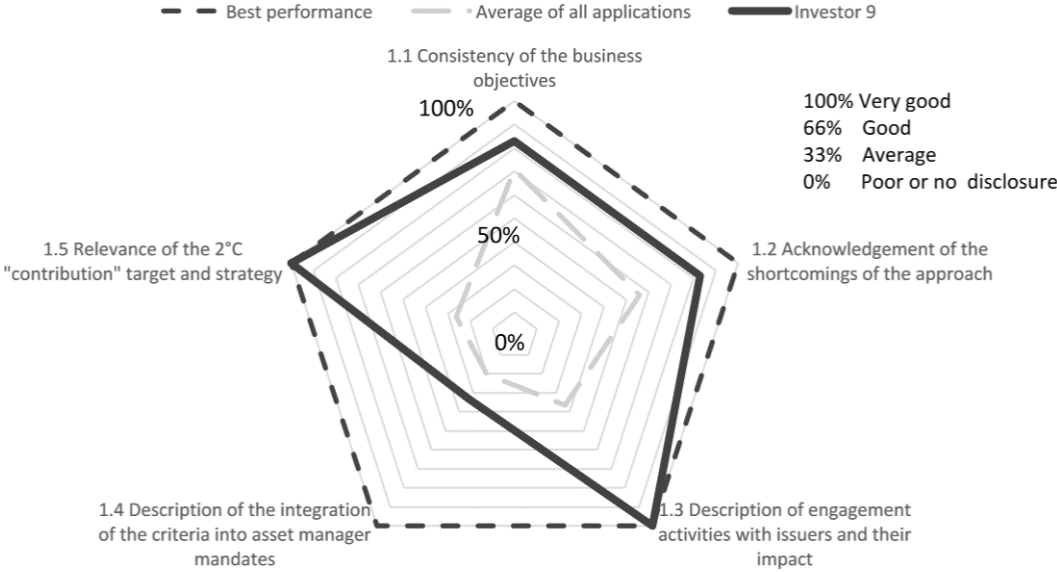 Best performance
Average of all applications
Investor 9
1.1 Consistency of the business
objectives
100%
100% Very good
66% Good
33% Average
0% Poor or no disclosure
50%
1.5 Relevance of the 2°C
"contribution" target and strategy
1.2 Acknowledgement of the
shortcomings of the approach
0%
1.4 Description of the integration
of the criteria into asset manager
mandates
1.3 Description of engagement
activities with issuers and their
impact